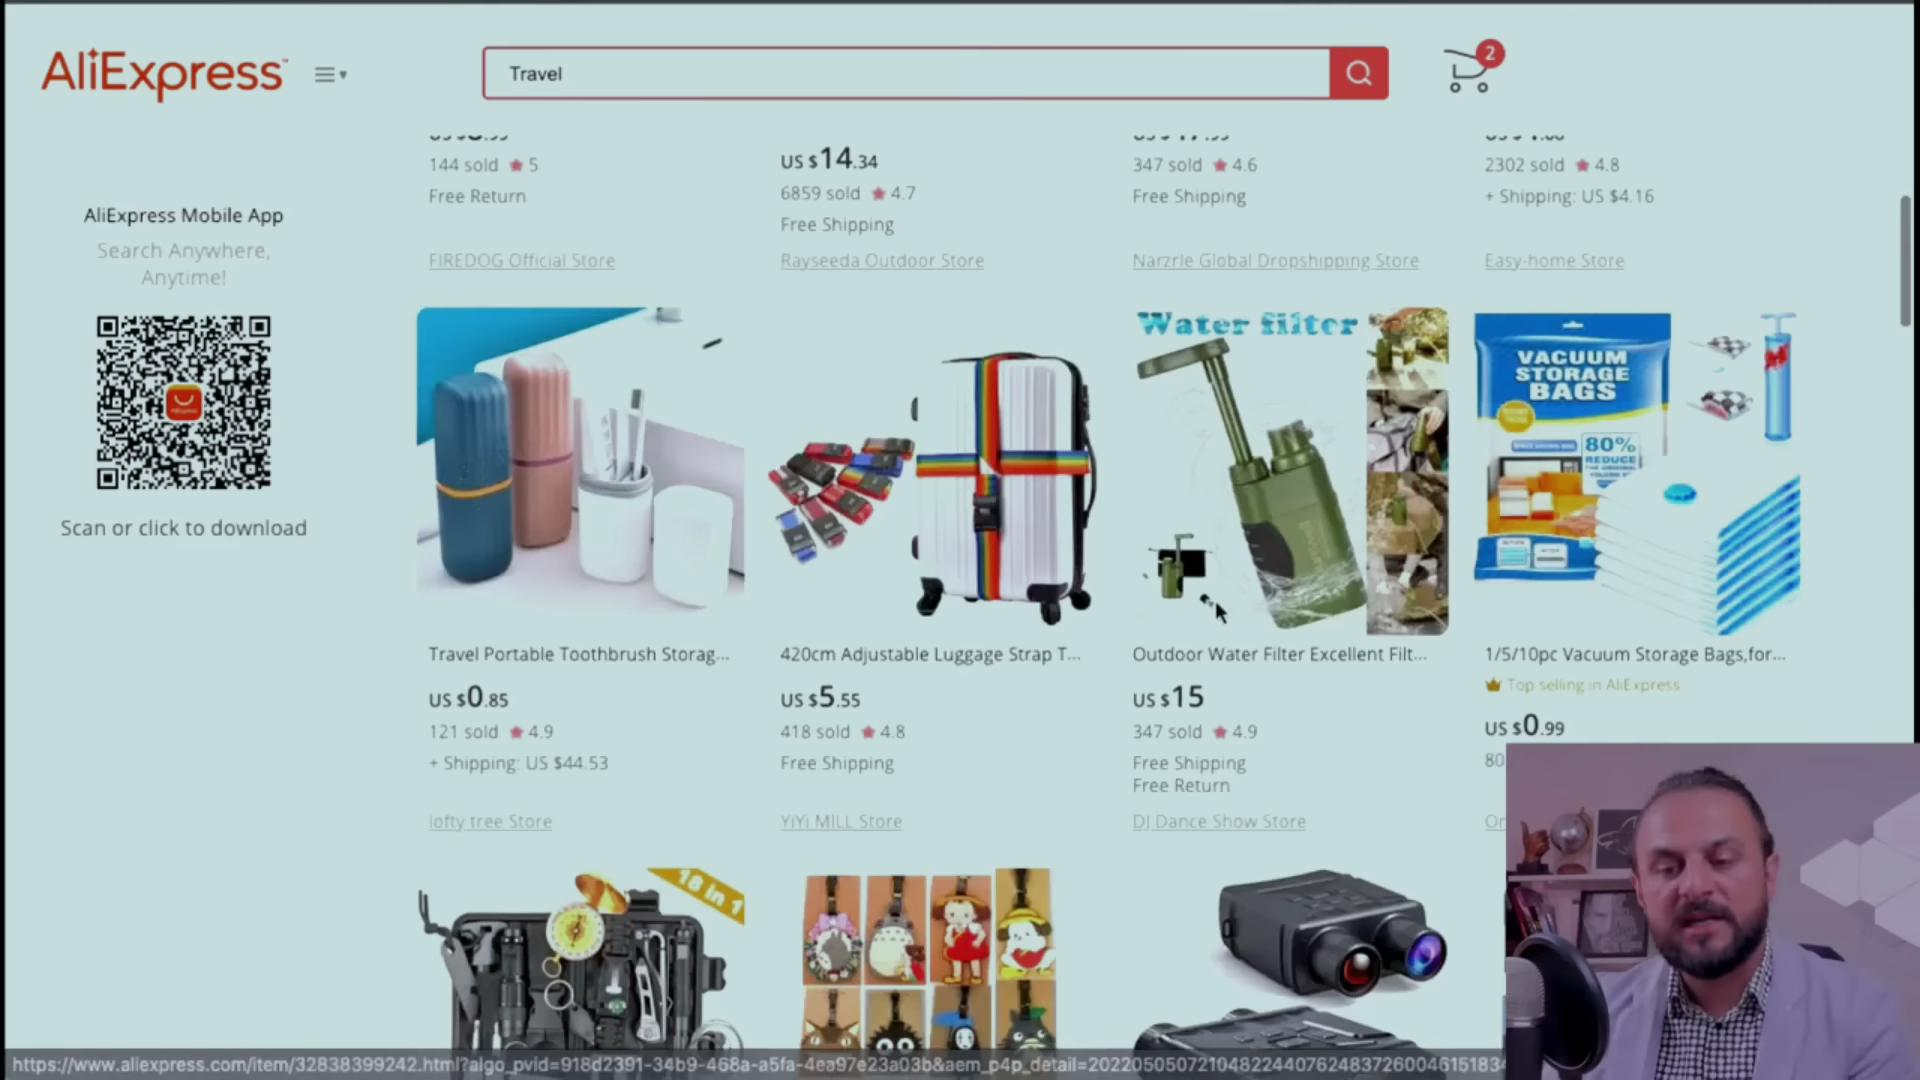 AliExpress
Travel
2
144 sold 5
Free Return
FIREDOG Official Store
US $14.34
6859 sold 4.7
Free Shipping
Rayseeda Outdoor Store
347 sold 4.6
Free Shipping
Narzrle Global Dropshipping Store
2302 sold 4.8
+ Shipping: US $4.16
Easy-home Store
AliExpress Mobile App
Search Anywhere,
Anytime!
Scan or click to download
Water filter
VACUUM
STORAGE
BAGS
80%
REDUCE
Travel Portable Toothbrush Storag...
US $0.85
121 sold 4.9
+ Shipping: US $44.53
lofty tree Store
420cm Adjustable Luggage Strap T...
US $5.55
418 sold 4.8
Free Shipping
YiYi MILL Store
Outdoor Water Filter Excellent Filt...
US $15
347 sold 4.9
Free Shipping
Free Return
DJ Dance Show Store
1/5/10pc Vacuum Storage Bags,for...
Top selling in AliExpress
US $0.99
80
18 in 1
https://www.aliexpress.com/item/32838399242.html?algo_pvid=918d2391-34b9-468a-a5fa-4ea97e23a03b&aem_p4p_detail=202205050721048224407624837260046151834